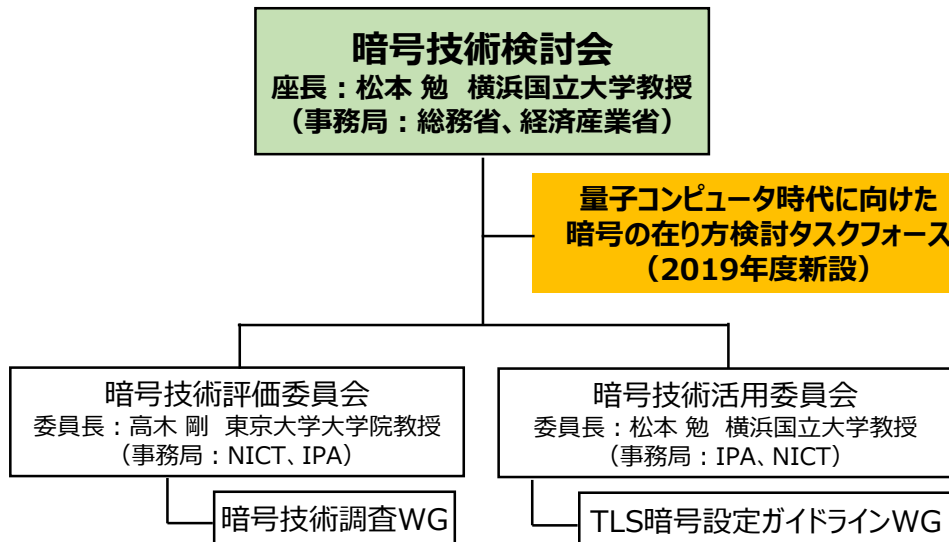 暗号技術検討会
座長：松本 勉 横浜国立大学教授
（事務局：総務省、経済産業省）
量子コンピュータ時代に向けた
暗号の在り方検討タスクフォース
（2019年度新設）
暗号技術評価委員会
委員長：高木 剛 東京大学大学院教授
（事務局：NICT、IPA）
暗号技術活用委員会
委員長：松本 勉 横浜国立大学教授
（事務局：IPA、NICT）
暗号技術調査WG
TLS暗号設定ガイドラインWG